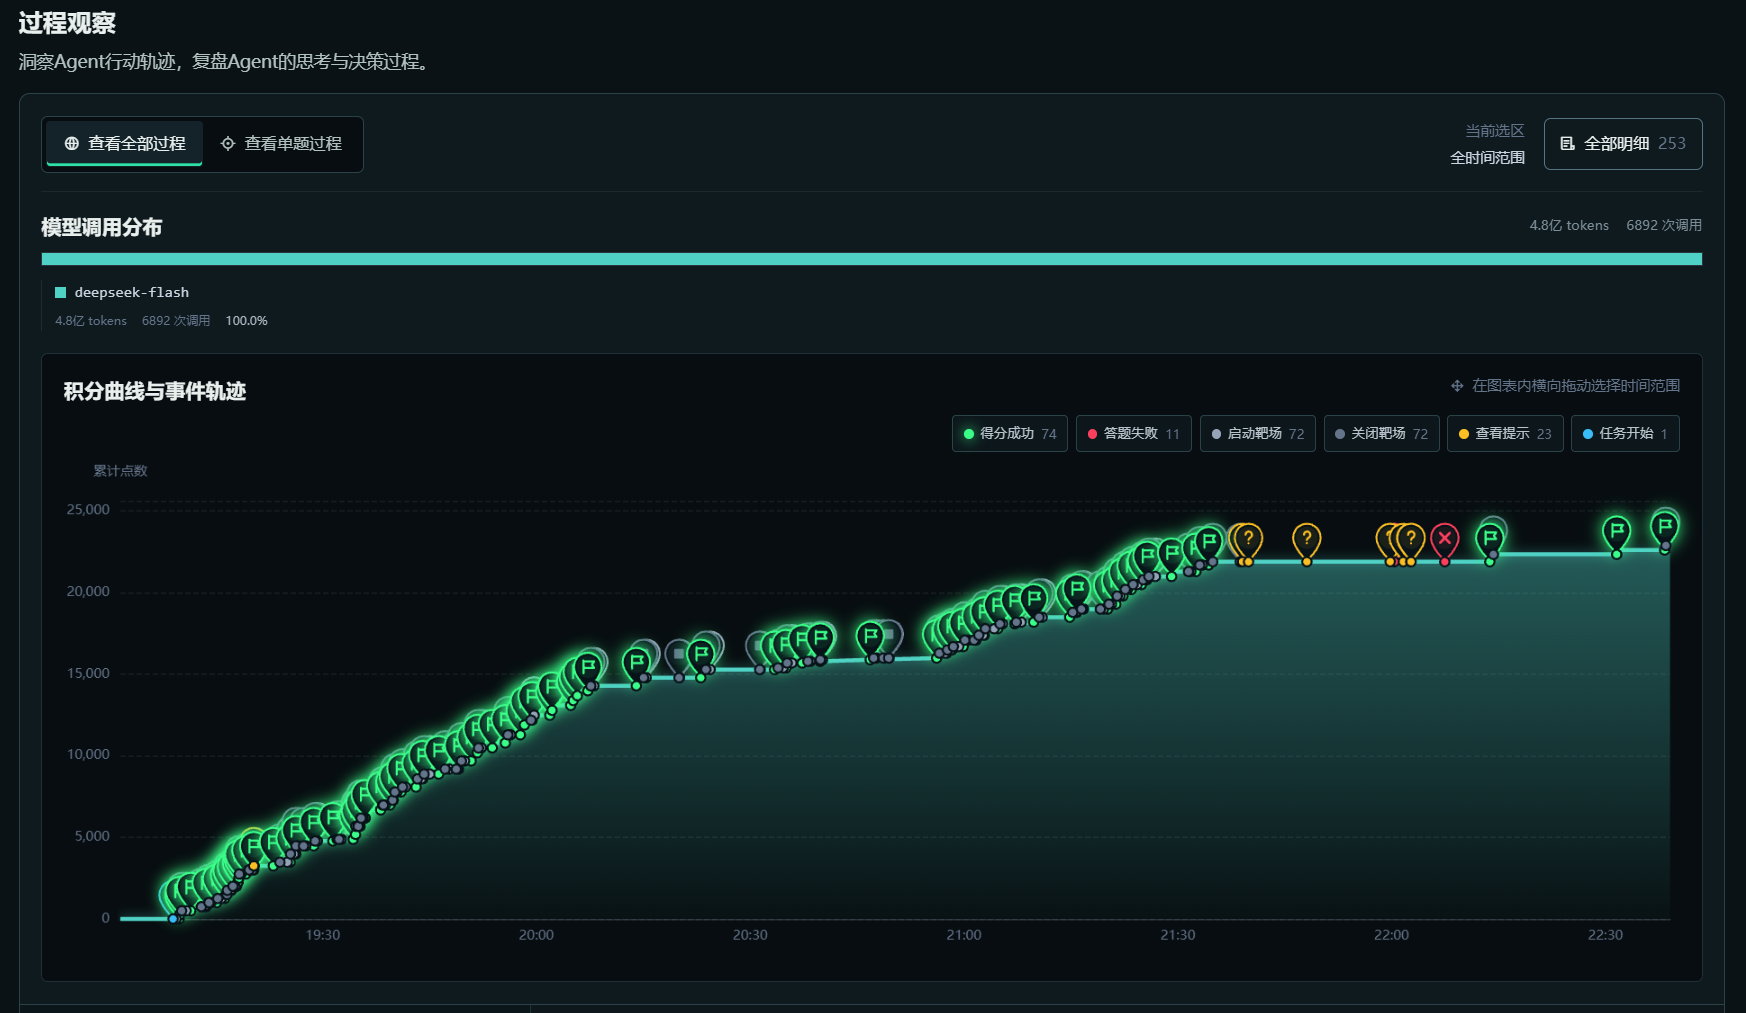 过程观察
洞察Agent行动轨迹，复盘Agent的思考与决策过程。
查看全部过程
查看单题过程
当前选区
全时间范围
全部明细 253
模型调用分布
4.8亿 tokens 6892 次调用
deepseek-flash
4.8亿 tokens 6892 次调用 100.0%
积分曲线与事件轨迹
在图表内横向拖动选择时间范围
得分成功 74
答题失败 11
启动靶场 72
关闭靶场 72
查看提示 23
任务开始 1
累计点数
25,000
20,000
15,000
10,000
5,000
0
19:30 20:00 20:30 21:00 21:30 22:00 22:30